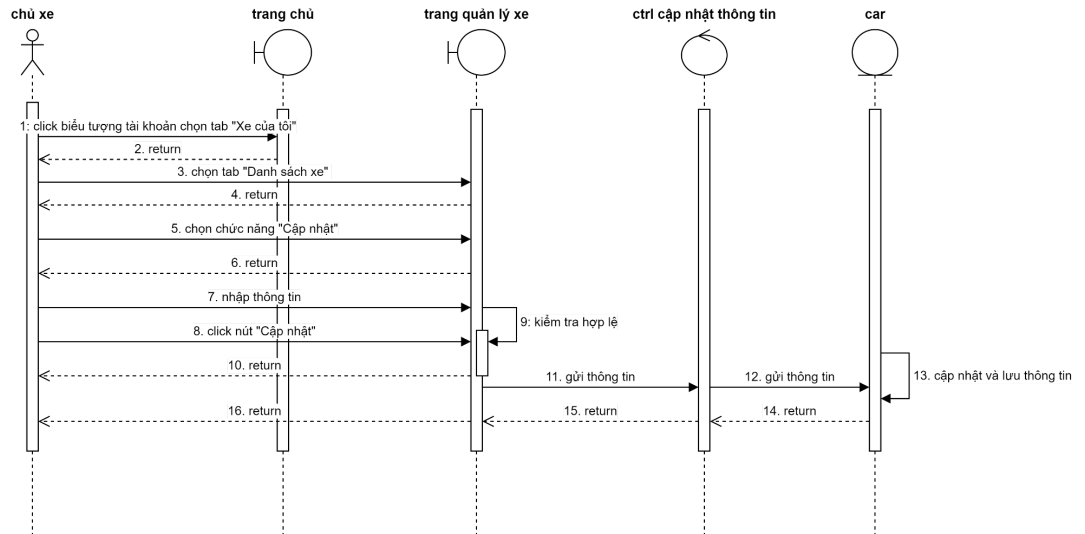 chủ xe
trang chủ
trang quản lý xe
ctrl cập nhật thông tin
car
1: click biểu tượng tài khoản chọn tab "Xe của tôi"
2. return
3. chọn tab "Danh sách xe"
4. return
5. chọn chức năng "Cập nhật"
6. return
7. nhập thông tin
8. click nút "Cập nhật"
9: kiểm tra hợp lệ
10. return
11. gửi thông tin
12. gửi thông tin
13. cập nhật và lưu thông tin
16. return
15. return
14. return